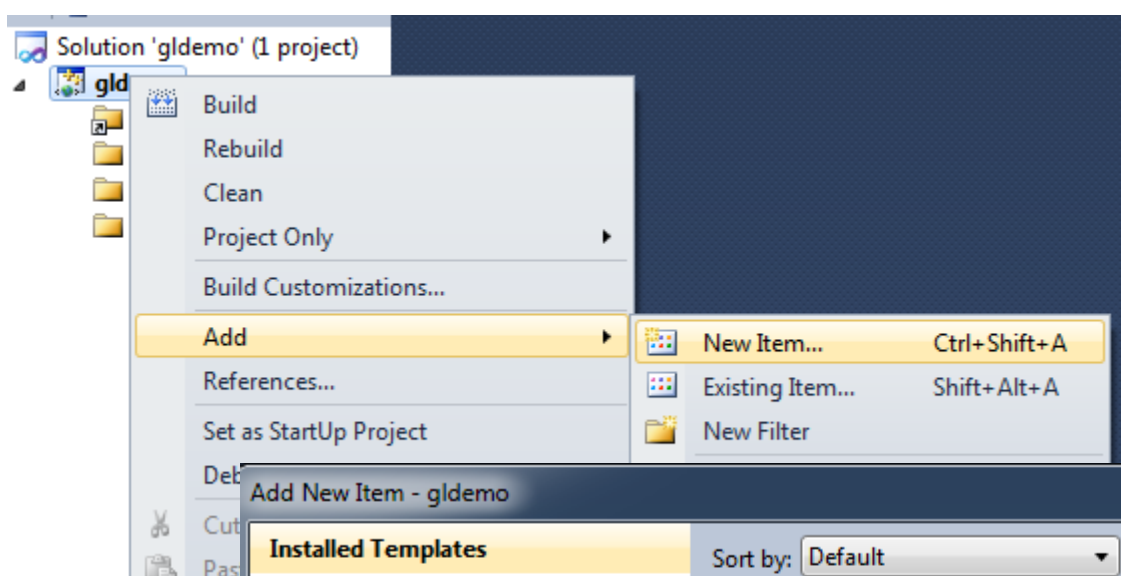 Solution 'gldemo' (1 project)
gld
Build
Rebuild
Clean
Project Only
Build Customizations...
Add
New Item... Ctrl+Shift+A
References...
Existing Item... Shift+Alt+A
Set as StartUp Project
New Filter
Deb
Add New Item - gldemo
Cut
Installed Templates
Sort by: Default
Pas